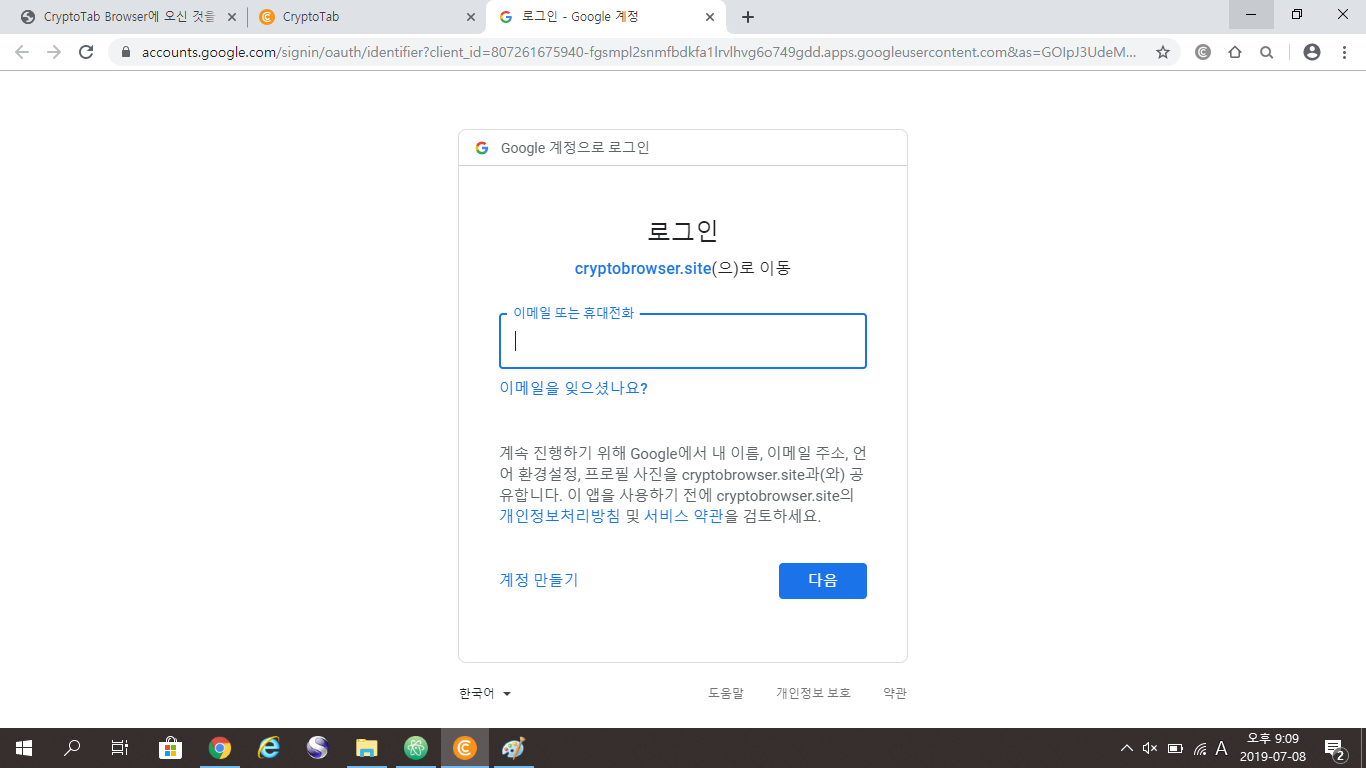 CryptoTab Browser에 오신 것을
CryptoTab
로그인 - Google 계정
accounts.google.com/signin/oauth/identifier?client_id=807261675940-fgsmpl2snmfbdkfa1lrvlhvg6o749gdd.apps.googleusercontent.com&as=GOIpJ3UdeM...
Google 계정으로 로그인
로그인
cryptobrowser.site(으)로 이동
이메일 또는 휴대전화
이메일을 잊으셨나요?
계속 진행하기 위해 Google에서 내 이름, 이메일 주소, 언
어 환경설정, 프로필 사진을 cryptobrowser.site과(와) 공
유합니다. 이 앱을 사용하기 전에 cryptobrowser.site의
개인정보처리방침 및 서비스 약관을 검토하세요.
계정 만들기
다음
한국어
도움말
개인정보 보호
약관
A
오후 9:09
2019-07-08
2